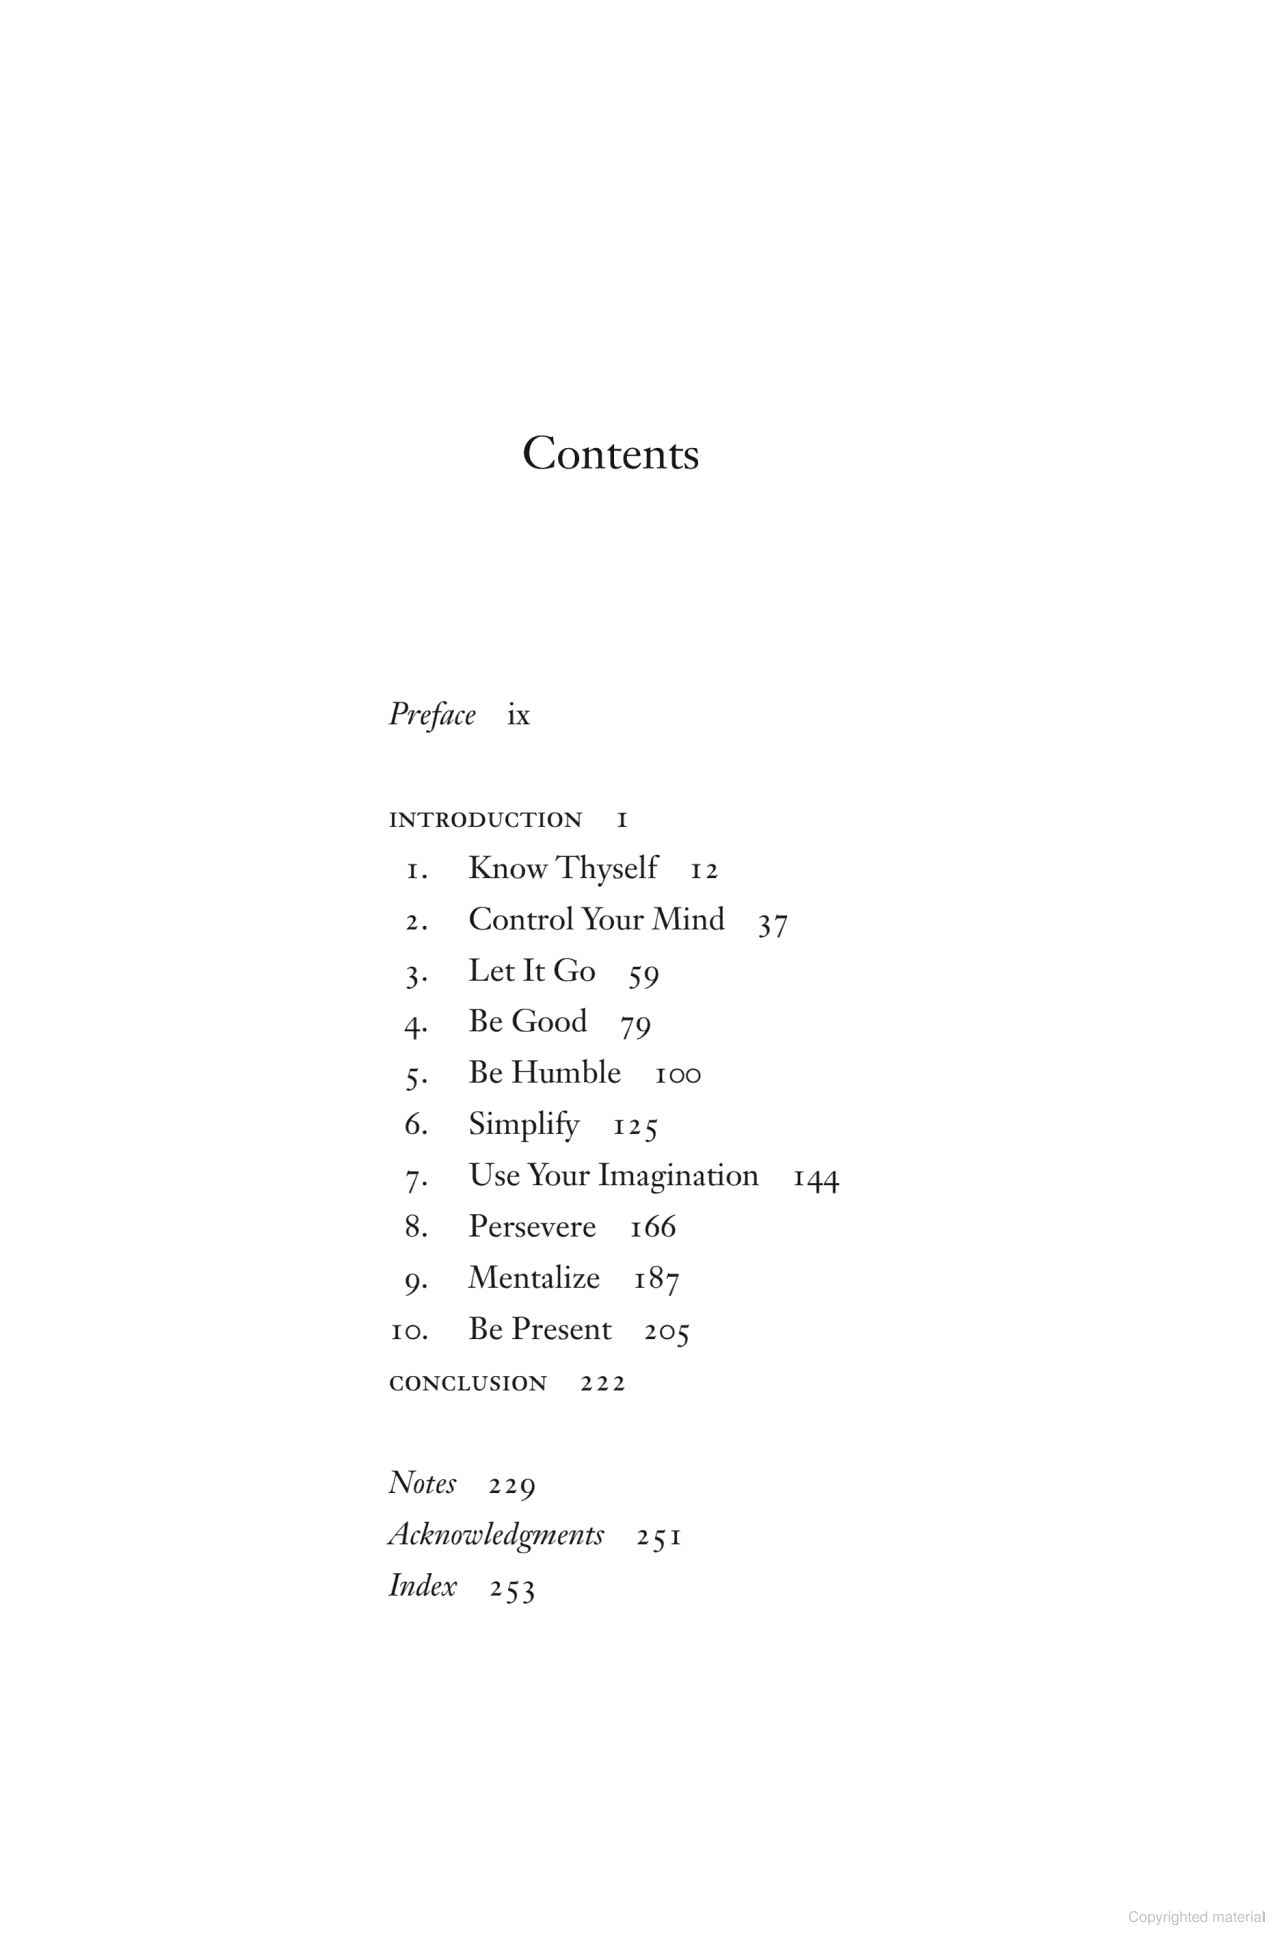 Contents
Preface ix
INTRODUCTION 1
1. Know Thyself 12
2. Control Your Mind 37
3. Let It Go 59
4. Be Good 79
5. Be Humble 100
6. Simplify 125
7. Use Your Imagination 144
8. Persevere 166
9. Mentalize 187
10. Be Present 205
CONCLUSION 222
Notes 229
Acknowledgments 251
Index 253
Copyrighted material